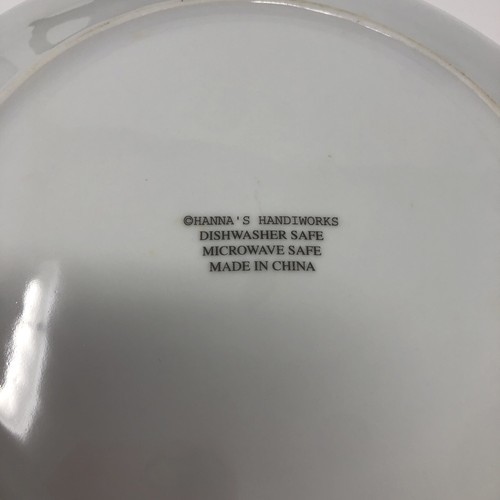 ©HANNA'S HANDIWORKS
DISHWASHER SAFE
MICROWAVE SAFE
MADE IN CHINA